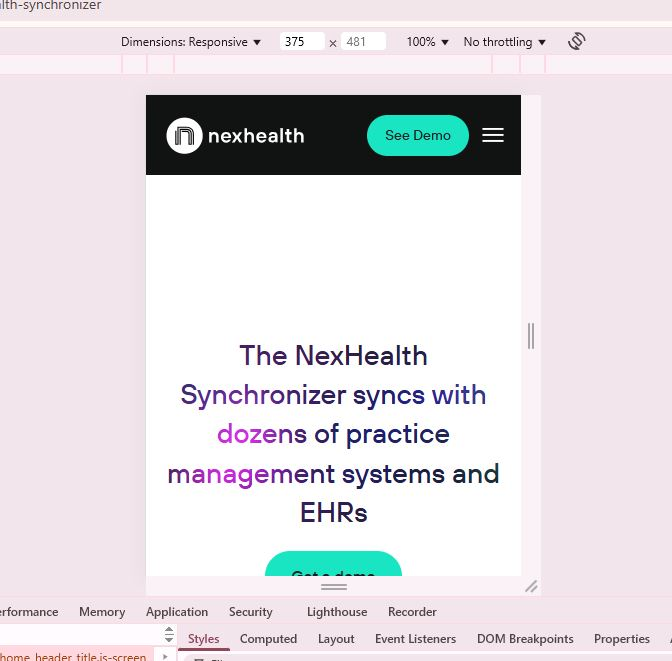 lth-synchronizer
Dimensions: Responsive 375 × 481 100% No throttling
nexhealth See Demo
The NexHealth
Synchronizer syncs with
dozens of practice
management systems and
EHRs
Get a demo
erformance Memory Application Security Lighthouse Recorder
Styles Computed Layout Event Listeners DOM Breakpoints Properties
home_header_title.is-screen